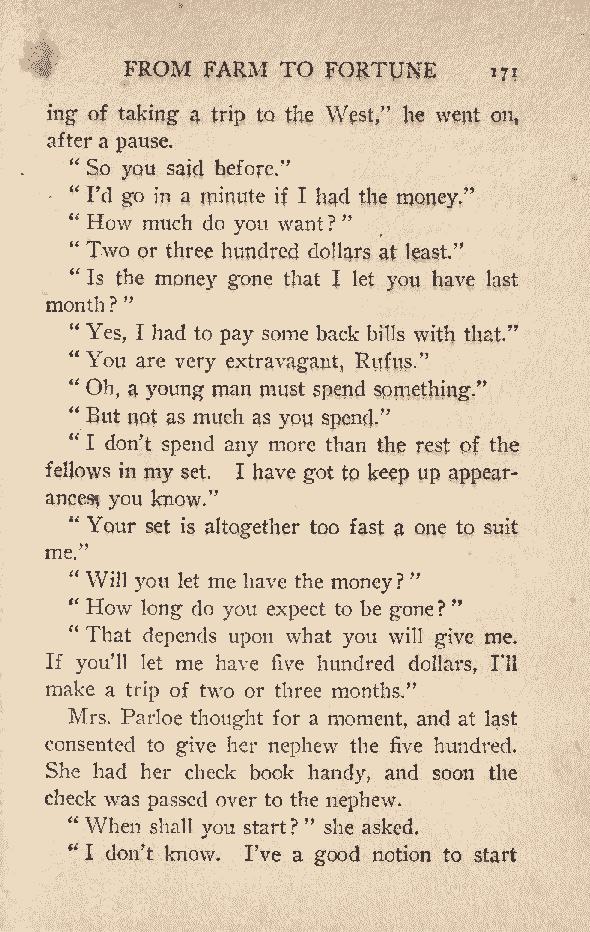 FROM FARM TO FORTUNE 171
ing of taking a trip to the West,” he went on,
after a pause.
“ So you said before.”
“ I’d go in a minute if I had the money.”
“ How much do you want? ”
“ Two or three hundred dollars at least.”
“ Is the money gone that I let you have last
month? ”
“ Yes, I had to pay some back bills with that.”
“ You are very extravagant, Rufus.”
“ Oh, a young man must spend something.”
“ But not as much as you spend.”
“ I don’t spend any more than the rest of the
fellows in my set. I have got to keep up appear-
ances, you know.”
“ Your set is altogether too fast a one to suit
me.”
“ Will you let me have the money? ”
“ How long do you expect to be gone? ”
“ That depends upon what you will give me.
If you’ll let me have five hundred dollars, I’ll
make a trip of two or three months.”
Mrs. Parloe thought for a moment, and at last
consented to give her nephew the five hundred.
She had her check book handy, and soon the
check was passed over to the nephew.
“ When shall you start? ” she asked.
“ I don’t know. I’ve a good notion to start